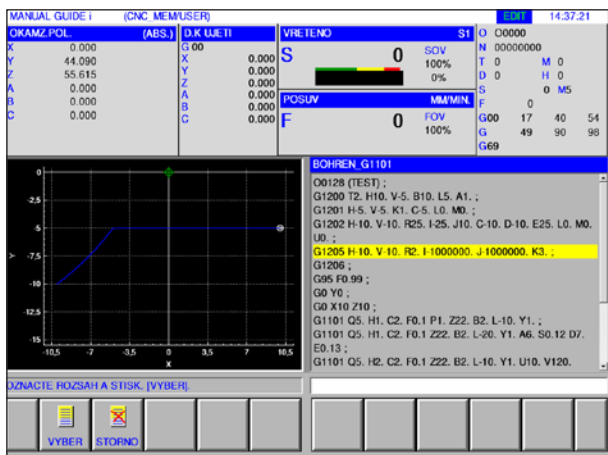 MANUAL GUIDE i (CNC_MEM/USER) EDIT 14:37:21
OKAMZ.POL. (ABS.)
X 0.000
Y 44.090
Z 55.615
A 0.000
B 0.000
C 0.000
D.K UJETI
G 00
X 0.000
Y 0.000
Z 0.000
A 0.000
B 0.000
C 0.000
VRETENO S1
S 0 SOV
100%
0%
POSUV MM/MIN.
F 0 FOV
100%
O O0000
N 00000000
T 0 M 0
D 0 H 0
S 0 M5
F 0
G00 17 40 54
G 49 90 98
G69
0
-2,5
-5
-7,5
-10
-12,5
-15
Y
-10,5 -7 -3,5 0 3,5 7 10,5
X
BOHREN_G1101
O0128 (TEST) ;
G1200 T2. H10. V-5. B10. L5. A1. ;
G1201 H-5. V-5. K1. C-5. L0. M0. ;
G1202 H-10. V-10. R25. I-25. J10. C-10. D-10. E25. L0. M0.
U0. ;
G1205 H-10. V-10. R2. I-1000000. J-1000000. K3. ;
G1206 ;
G95 F0.99 ;
G0 Y0 ;
G0 X10 Z10 ;
G1101 Q5. H1. C2. F0.1 P1. Z22. B2. L-10. Y1. ;
G1101 Q5. H1. C2. F0.1 Z22. B2. L-20. Y1. A6. S0.12 D7.
E0.13 ;
G1101 Q5. H2. C2. F0.1 Z22. B2. L-10. Y1. U10. V120.
OZNACTE ROZSAH A STISK. [VYBER].
VYBER STORNO